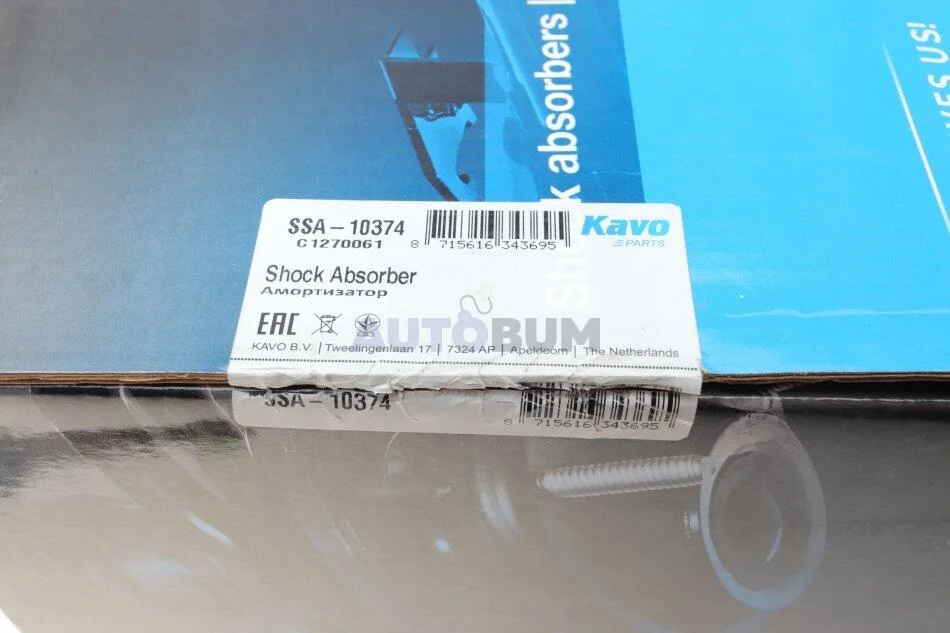 Shock absorbers |
ES US!
SSA – 10374
C1270061
8 715616 343695
Kavo
PARTS
Shock Absorber
Амортизатор
EAC
AUTOBUM
KAVO B.V. | Tweelingenlaan 17 | 7324 AP | Apeldoorn | The Netherlands
SSA – 10374
8 715616 343695